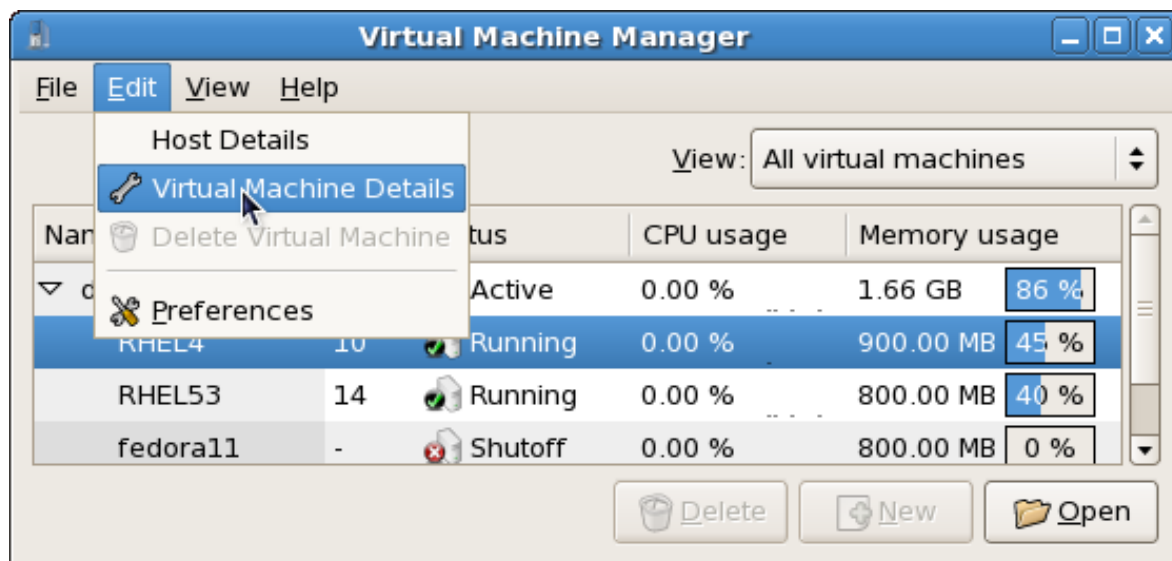 Virtual Machine Manager
File Edit View Help
Host Details
View: All virtual machines
Virtual Machine Details
Delete Virtual Machine
CPU usage Memory usage
Active 0.00 % 1.66 GB 86 %
Preferences
RHEL4 10 Running 0.00 % 900.00 MB 45 %
RHEL53 14 Running 0.00 % 800.00 MB 40 %
fedora11 - Shutoff 0.00 % 800.00 MB 0 %
Delete New Open